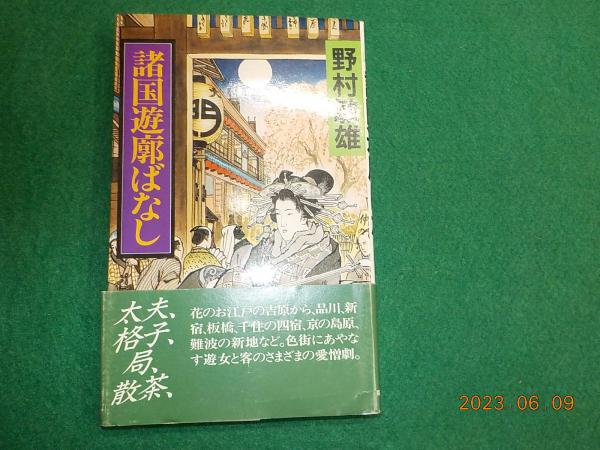 諸国遊廓ばなし
野村敏雄
門
太夫、
格子、
局、茶、
散
花のお江戸の吉原から、品川、新
宿、板橋、千住の四宿、京の島原、
難波の新地など。色街にあやな
す遊女と客のさまざまの愛憎劇。
2023 06 09